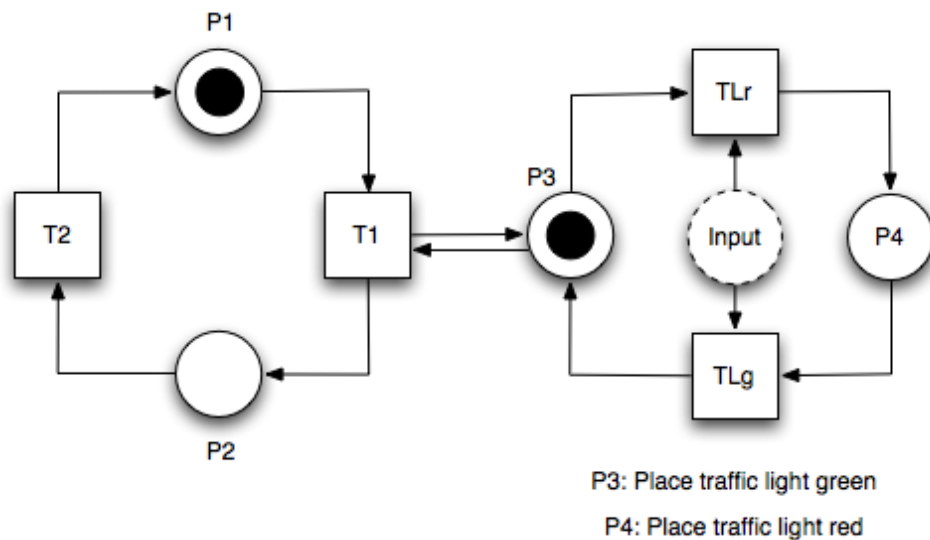 P1
TLr
P3
T2
T1
Input
P4
TLg
P2
P3: Place traffic light green
P4: Place traffic light red